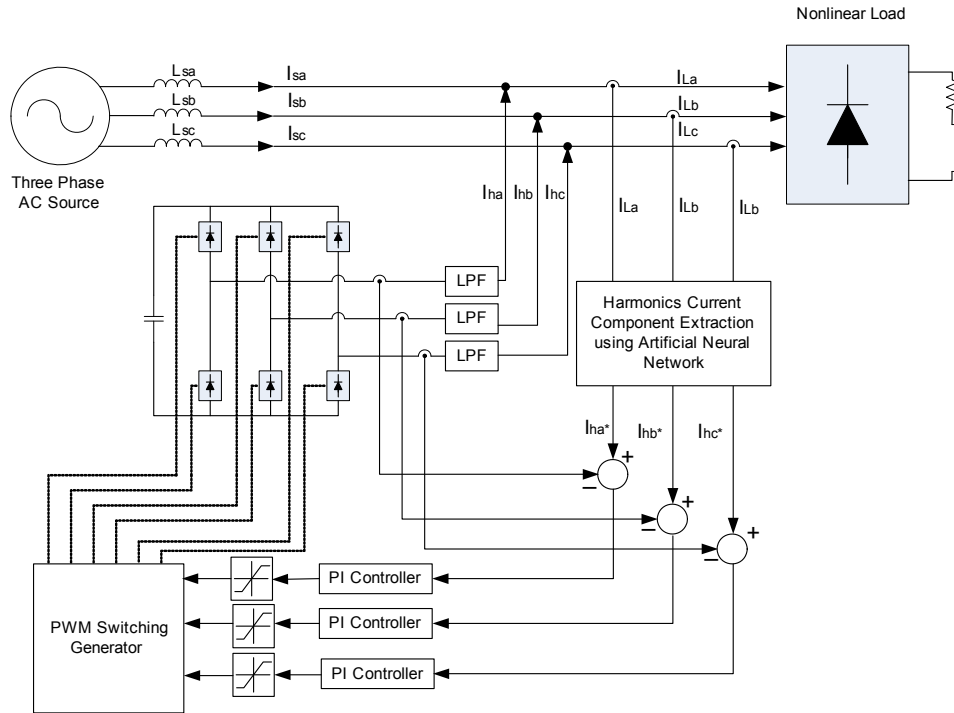 Nonlinear Load
Lsa
Isa
ILa
Lsb
Isb
ILb
Lsc
Isc
ILc
Three Phase
AC Source
Iha
Ihb
Ihc
ILa
ILb
ILb
LPF
LPF
LPF
Harmonics Current
Component Extraction
using Artificial Neural
Network
Iha*
Ihb*
Ihc*
+
−
+
−
+
−
PI Controller
PI Controller
PI Controller
PWM Switching
Generator